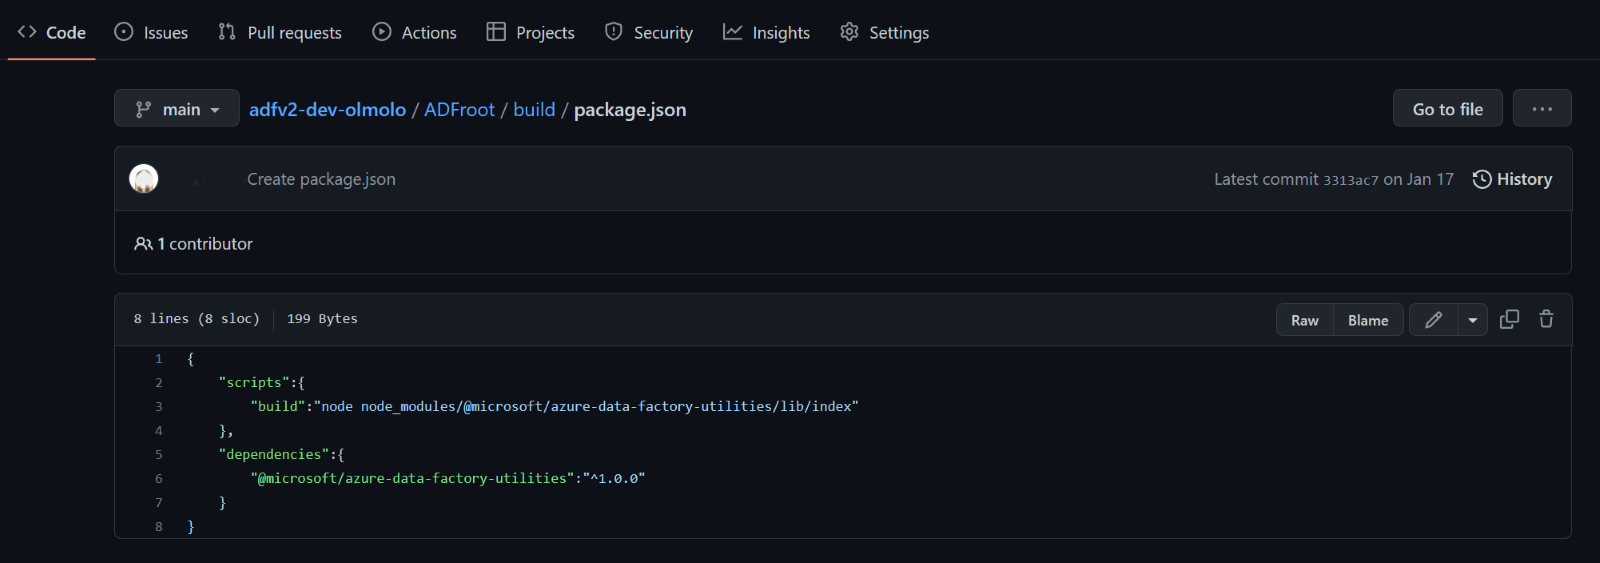 Code Issues Pull requests Actions Projects Security Insights Settings
main adfv2-dev-olmolo / ADFroot / build / package.json Go to file ...
Create package.json Latest commit 3313ac7 on Jan 17 History
1 contributor
8 lines (8 sloc) 199 Bytes Raw Blame
1 {
2 "scripts":{
3 "build":"node node_modules/@microsoft/azure-data-factory-utilities/lib/index"
4 },
5 "dependencies":{
6 "@microsoft/azure-data-factory-utilities":"^1.0.0"
7 }
8 }